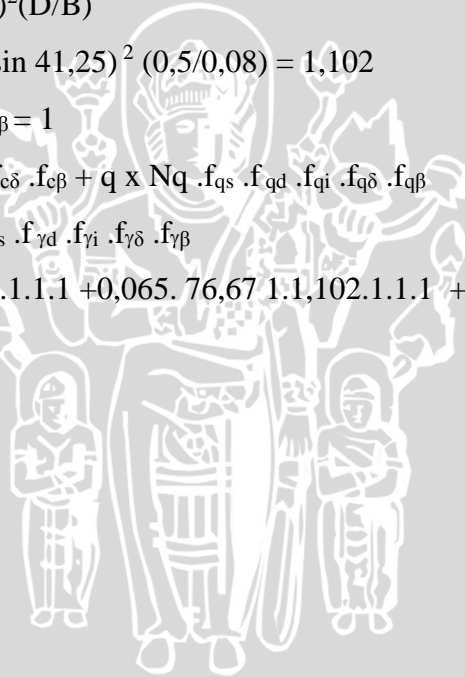 )²(D/B)
in 41,25) ² (0,5/0,08) = 1,102
β = 1
cδ .fcβ + q x Nq .fqs .f qd .fqi .fqδ .fqβ
s .f γd .fγi .fγδ .fγβ
.1.1.1 +0,065. 76,67 1.1,102.1.1.1 +